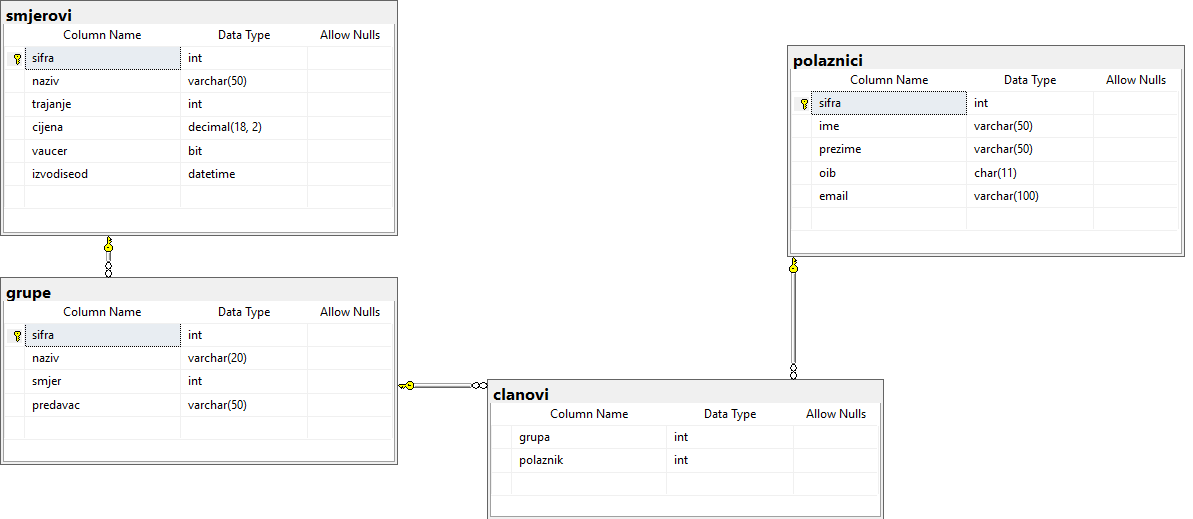 smjerovi
Column Name Data Type Allow Nulls
sifra int
naziv varchar(50)
trajanje int
cijena decimal(18, 2)
vaucer bit
izvodiseod datetime
polaznici
Column Name Data Type Allow Nulls
sifra int
ime varchar(50)
prezime varchar(50)
oib char(11)
email varchar(100)
grupe
Column Name Data Type Allow Nulls
sifra int
naziv varchar(20)
smjer int
predavac varchar(50)
clanovi
Column Name Data Type Allow Nulls
grupa int
polaznik int